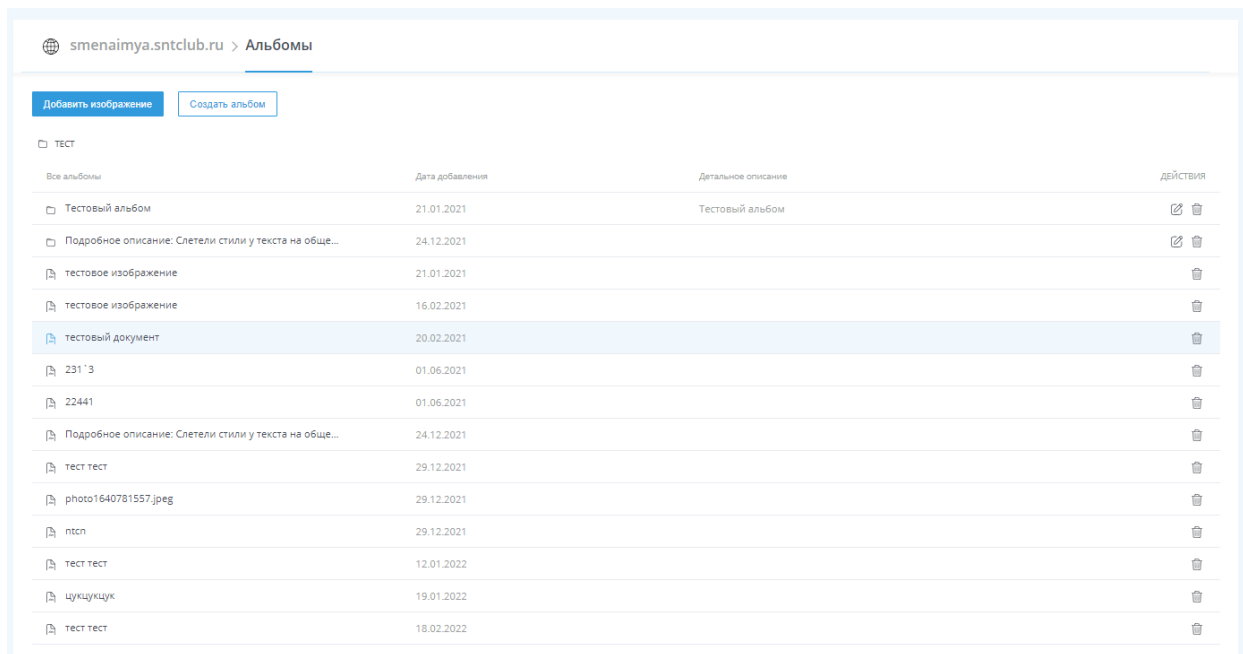 smenaimya.sntclub.ru > Альбомы
Добавить изображение Создать альбом
ТЕСТ
Все альбомы Дата добавления Детальное описание ДЕЙСТВИЯ
Тестовый альбом 21.01.2021 Тестовый альбом
Подробное описание: Слетели стили у текста на обще... 24.12.2021
тестовое изображение 21.01.2021
тестовое изображение 16.02.2021
тестовый документ 20.02.2021
231`3 01.06.2021
22441 01.06.2021
Подробное описание: Слетели стили у текста на обще... 24.12.2021
тест тест 29.12.2021
photo1640781557.jpeg 29.12.2021
ntcn 29.12.2021
тест тест 12.01.2022
цукцукцук 19.01.2022
тест тест 18.02.2022